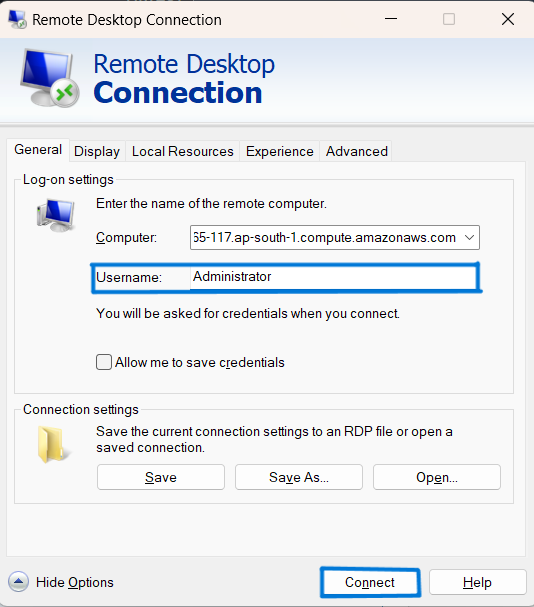 Remote Desktop Connection
Remote Desktop
Connection
General Display Local Resources Experience Advanced
Log-on settings
Enter the name of the remote computer.
Computer: 55-117.ap-south-1.compute.amazonaws.com
Username: Administrator
You will be asked for credentials when you connect.
Allow me to save credentials
Connection settings
Save the current connection settings to an RDP file or open a
saved connection.
Save Save As... Open...
Hide Options Connect Help